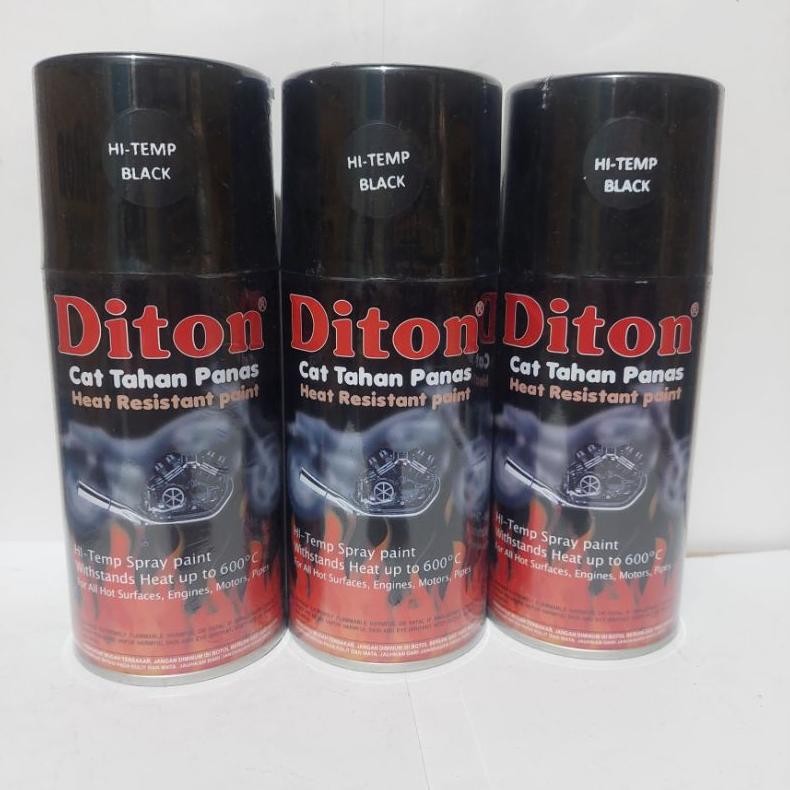 HI-TEMP
BLACK
Diton®
Cat Tahan Panas
Heat Resistant paint
HI-Temp Spray paint
Withstands Heat up to 600°C
For All Hot Surfaces, Engines, Motors, Pipes
HI-TEMP
BLACK
Diton®
Cat Tahan Panas
Heat Resistant paint
HI-Temp Spray paint
Withstands Heat up to 600°C
For All Hot Surfaces, Engines, Motors, Pipes
HI-TEMP
BLACK
Diton®
Cat Tahan Panas
Heat Resistant paint
HI-Temp Spray paint
Withstands Heat up to 600°C
For All Hot Surfaces, Engines, Motors, Pipes